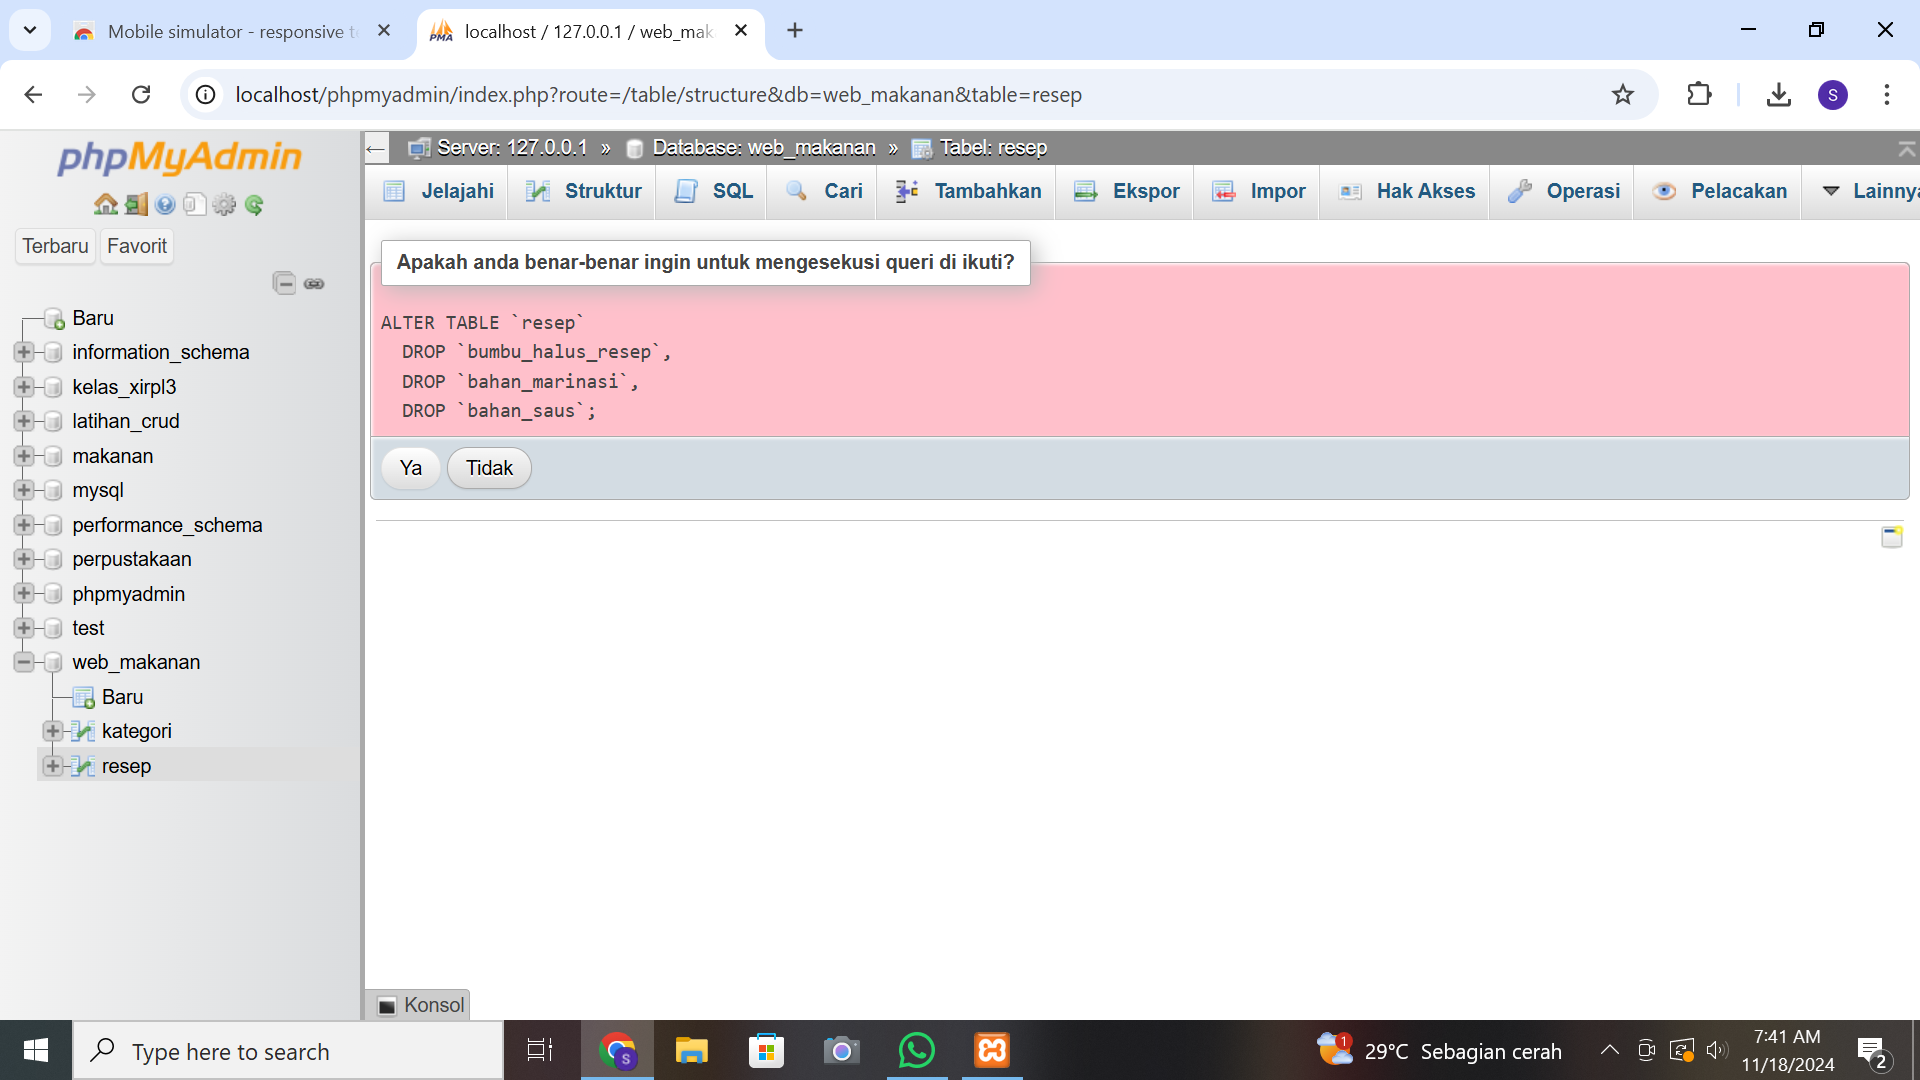 Mobile simulator - responsive t
localhost / 127.0.0.1 / web_mak
localhost/phpmyadmin/index.php?route=/table/structure&db=web_makanan&table=resep
S
phpMyAdmin
Terbaru
Favorit
Baru
information_schema
kelas_xirpl3
latihan_crud
makanan
mysql
performance_schema
perpustakaan
phpmyadmin
test
web_makanan
Baru
kategori
resep
Server: 127.0.0.1 » Database: web_makanan » Tabel: resep
Jelajahi Struktur SQL Cari Tambahkan Ekspor Impor Hak Akses Operasi Pelacakan Lainny
Apakah anda benar-benar ingin untuk mengesekusi queri di ikuti?
ALTER TABLE `resep`
DROP `bumbu_halus_resep`,
DROP `bahan_marinasi`,
DROP `bahan_saus`;
Ya Tidak
Konsol
Type here to search
S
1
29°C Sebagian cerah
7:41 AM
11/18/2024
2